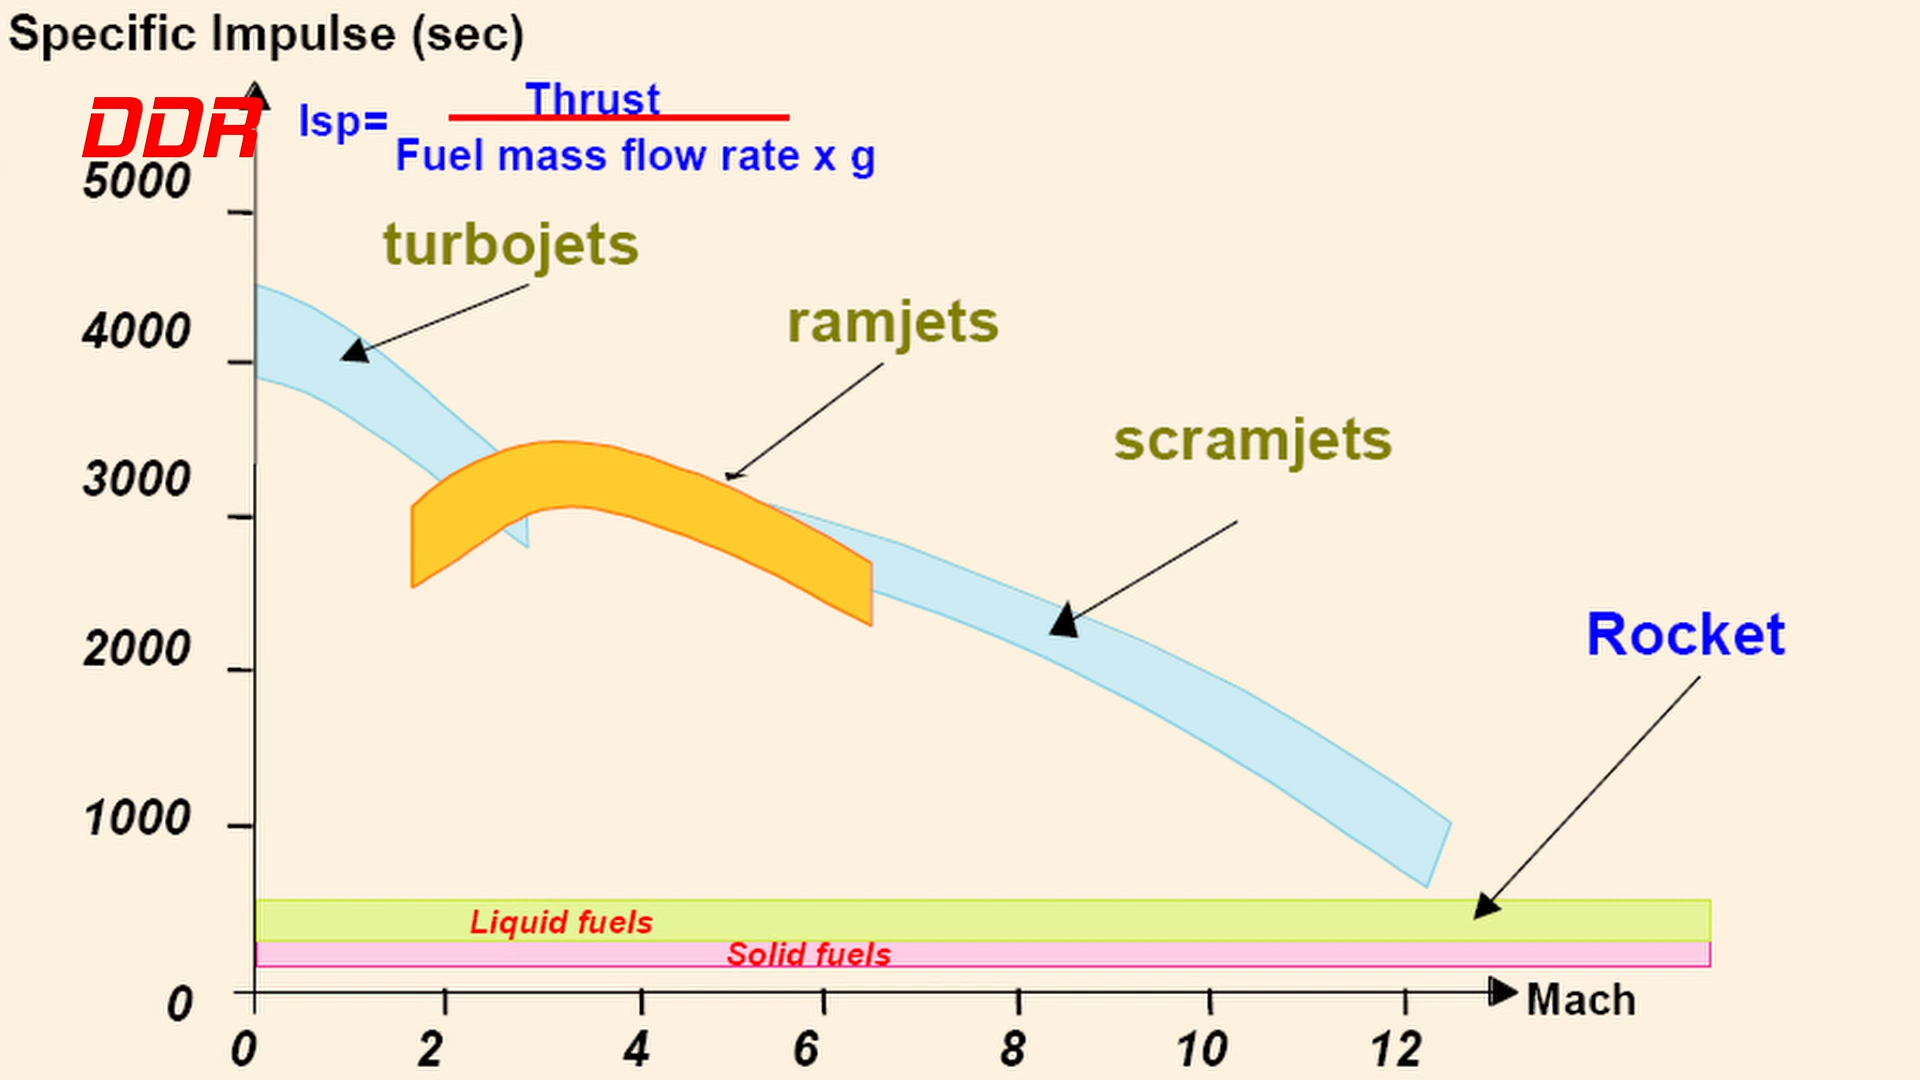 Specific Impulse (sec)
DDR
Isp=
Thrust
Fuel mass flow rate x g
5000
turbojets
ramjets
4000
scramjets
3000
Rocket
2000
1000
Liquid fuels
Solid fuels
0
Mach
0 2 4 6 8 10 12